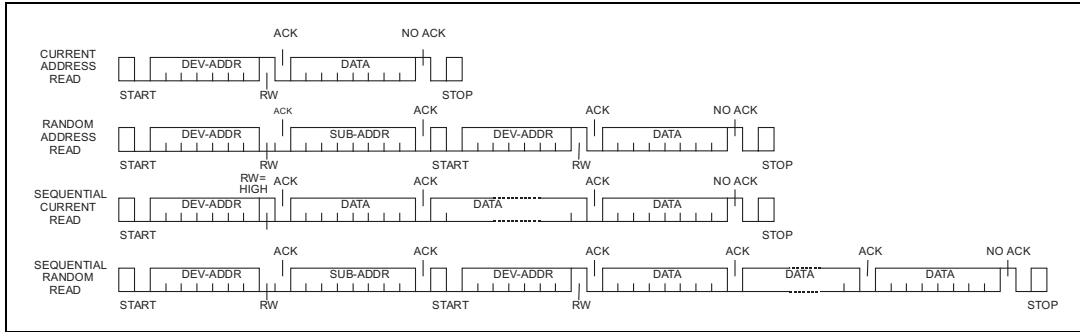 ACK NO ACK
CURRENT
ADDRESS
READ
DEV-ADDR DATA
START RW STOP
ACK ACK ACK NO ACK
RANDOM
ADDRESS
READ
DEV-ADDR SUB-ADDR DEV-ADDR DATA
START RW START RW STOP
RW=
HIGH
ACK ACK ACK NO ACK
SEQUENTIAL
CURRENT
READ
DEV-ADDR DATA DATA DATA
START STOP
ACK ACK ACK ACK ACK NO ACK
SEQUENTIAL
RANDOM
READ
DEV-ADDR SUB-ADDR DEV-ADDR DATA DATA DATA
START RW START RW STOP